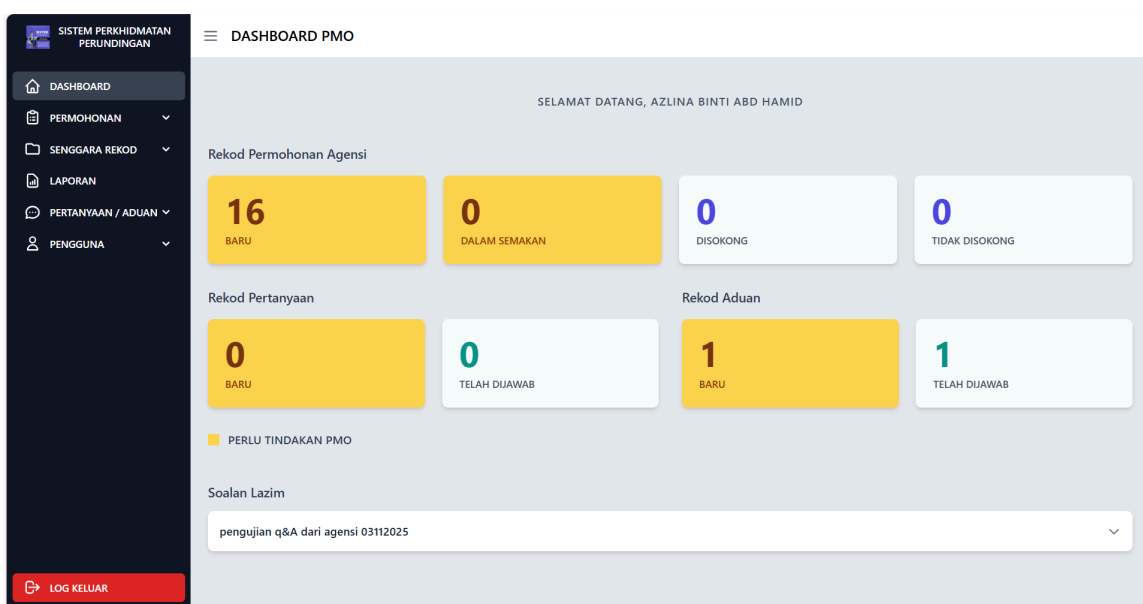 SISTEM PERKHIDMATAN
PERUNDINGAN
DASHBOARD PMO
DASHBOARD
PERMOHONAN
SENGGARA REKOD
LAPORAN
PERTANYAAN / ADUAN
PENGGUNA
LOG KELUAR
SELAMAT DATANG, AZLINA BINTI ABD HAMID
Rekod Permohonan Agensi
16
BARU
0
DALAM SEMAKAN
0
DISOKONG
0
TIDAK DISOKONG
Rekod Pertanyaan
0
BARU
0
TELAH DIJAWAB
Rekod Aduan
1
BARU
1
TELAH DIJAWAB
PERLU TINDAKAN PMO
Soalan Lazim
pengujian q&A dari agensi 03112025